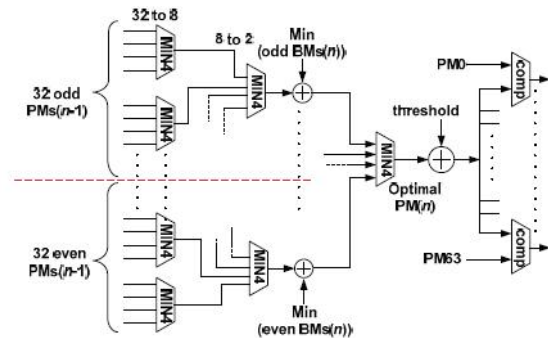 32 to 8
MIN4
8 to 2
Min
(odd BMs(n))
MIN4
32 odd
PMs(n-1)
MIN4
PM0
comp
threshold
MIN4
Optimal
PM(n)
32 even
PMs(n-1)
MIN4
MIN4
MIN4
Min
(even BMs(n))
PM63
comp